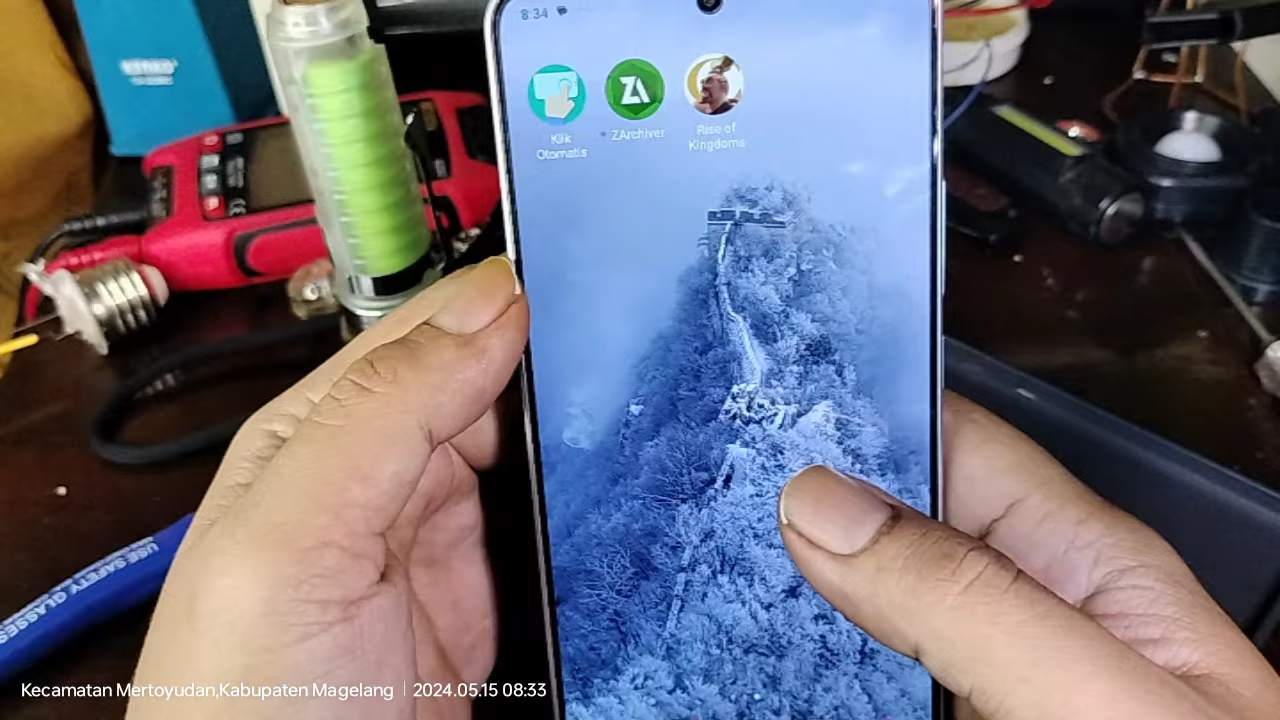 8:34
Klik
Otomatis
ZArchiver
Rise of
Kingdoms
USE SAFETY GLASSES
Kecamatan Mertoyudan,Kabupaten Magelang | 2024.05.15 08:33